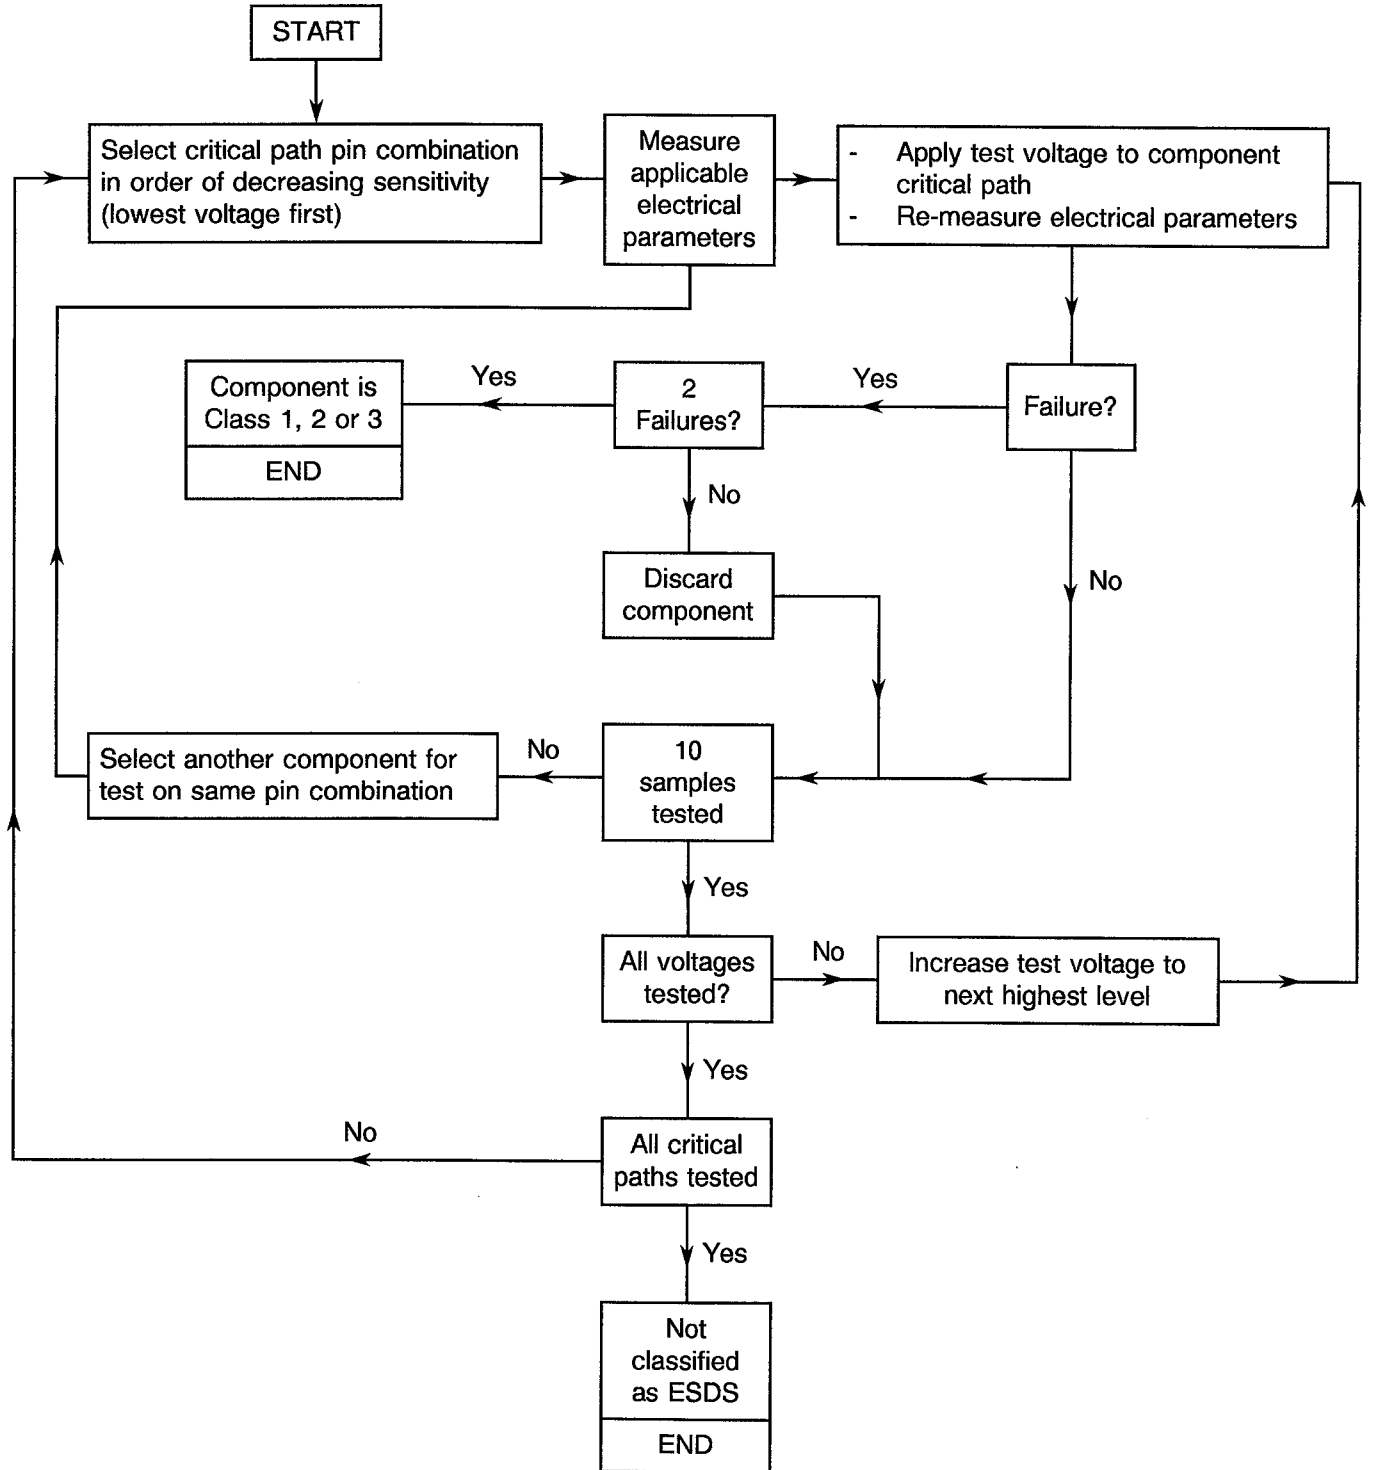 START
Select critical path pin combination
in order of decreasing sensitivity
(lowest voltage first)
Measure
applicable
electrical
parameters
- Apply test voltage to component
critical path
- Re-measure electrical parameters
Component is
Class 1, 2 or 3
END
Yes
2
Failures?
Yes
Failure?
No
No
Discard
component
Select another component for
test on same pin combination
No
10
samples
tested
Yes
All voltages
tested?
No
Increase test voltage to
next highest level
Yes
No
All critical
paths tested
Yes
Not
classified
as ESDS
END